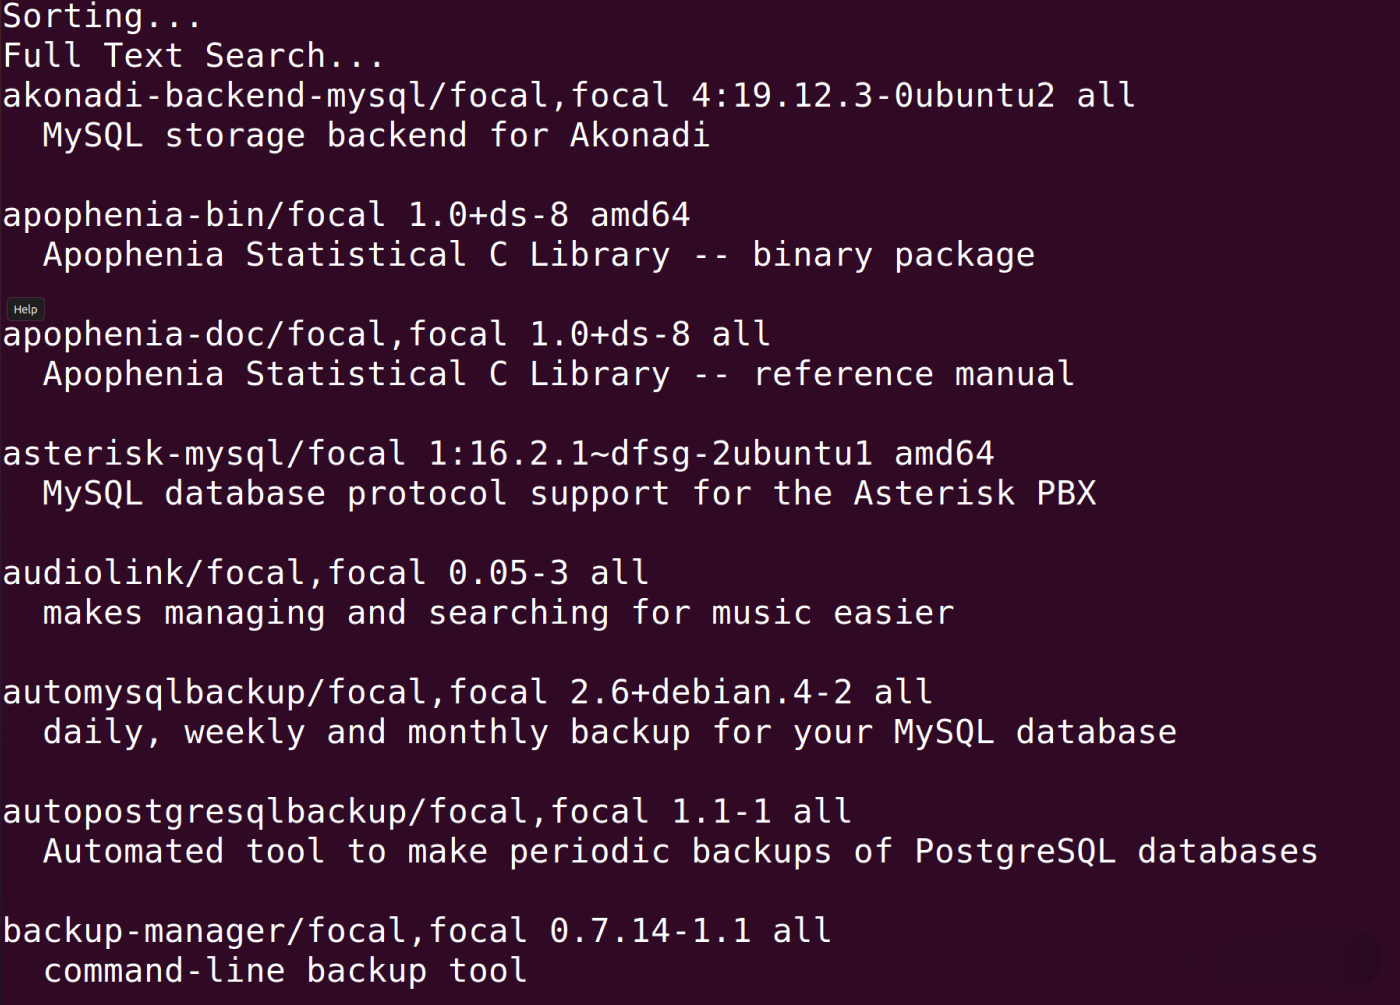 Sorting...
Full Text Search...
akonadi-backend-mysql/focal,focal 4:19.12.3-0ubuntu2 all
  MySQL storage backend for Akonadi
apophenia-bin/focal 1.0+ds-8 amd64
  Apophenia Statistical C Library -- binary package
Help
apophenia-doc/focal,focal 1.0+ds-8 all
  Apophenia Statistical C Library -- reference manual
asterisk-mysql/focal 1:16.2.1~dfsg-2ubuntu1 amd64
  MySQL database protocol support for the Asterisk PBX
audiolink/focal,focal 0.05-3 all
  makes managing and searching for music easier
automysqlbackup/focal,focal 2.6+debian.4-2 all
  daily, weekly and monthly backup for your MySQL database
autopostgresqlbackup/focal,focal 1.1-1 all
  Automated tool to make periodic backups of PostgreSQL databases
backup-manager/focal,focal 0.7.14-1.1 all
  command-line backup tool